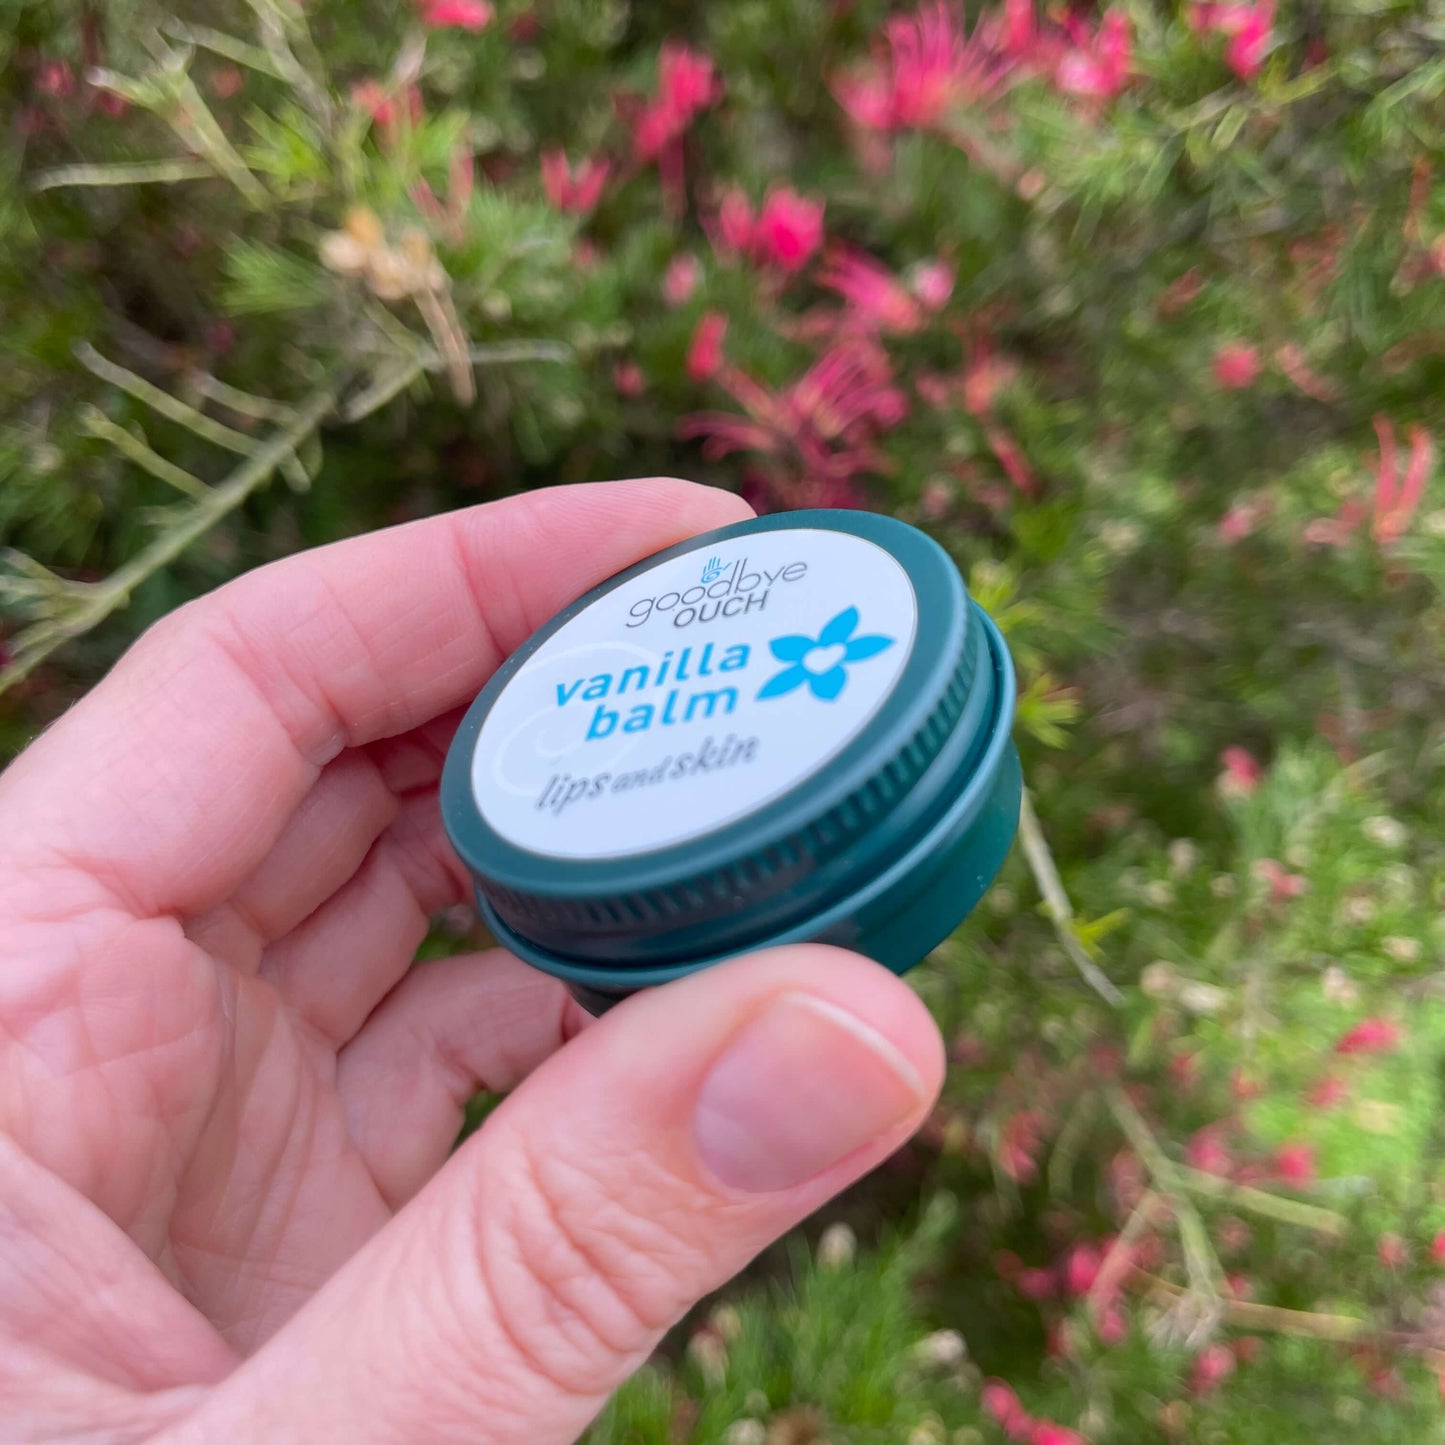 goodbye
OUCH
vanilla
balm
lips and skin